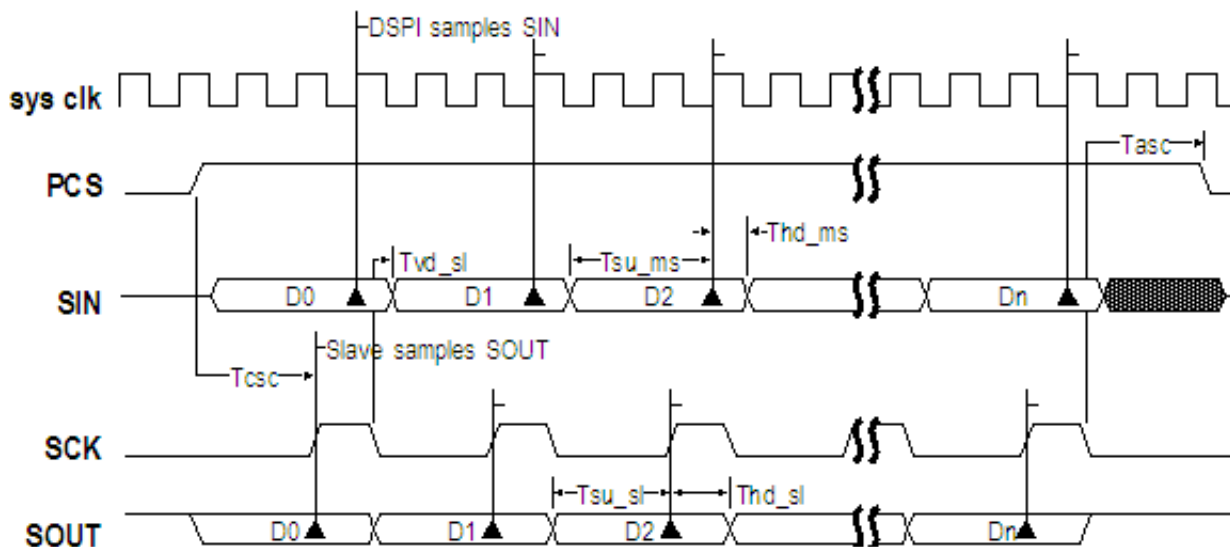 DSPI samples SIN
sys clk
Tasc
PCS
Thd_ms
Tvd_sl
Tsu_ms
SIN
D0
D1
D2
Dn
Slave samples SOUT
Tcsc
SCK
Tsu_sl
Thd_sl
SOUT
D0
D1
D2
Dn